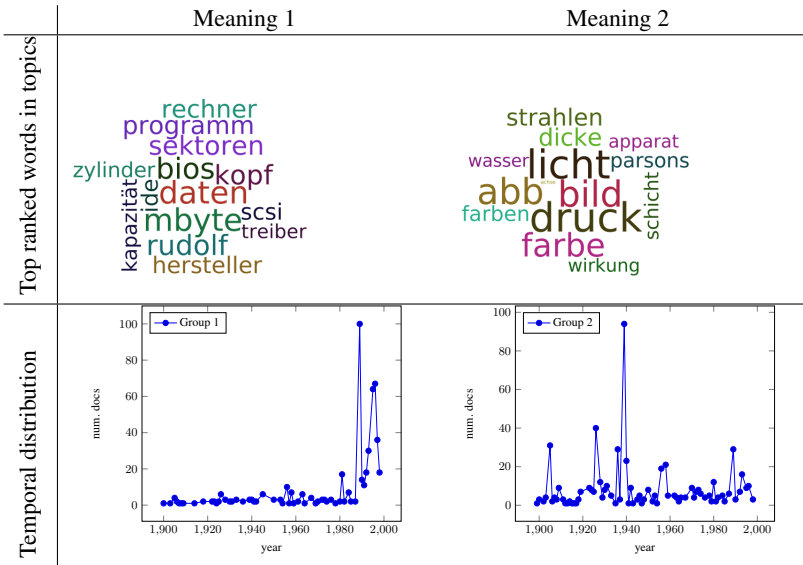 Meaning 1
Meaning 2
Top ranked words in topics
rechner
programm
sektoren
zylinder bios kopf
kapazität ide daten
mbyte scsi
treiber
rudolf
hersteller
strahlen
dicke apparat
wasser licht parsons
abb bild schicht
farben druck
farbe
wirkung
Temporal distribution
Group 1
num. docs
100
80
60
40
20
0
1,900 1,920 1,940 1,960 1,980 2,000
year
Group 2
num. docs
100
80
60
40
20
0
1,900 1,920 1,940 1,960 1,980 2,000
year